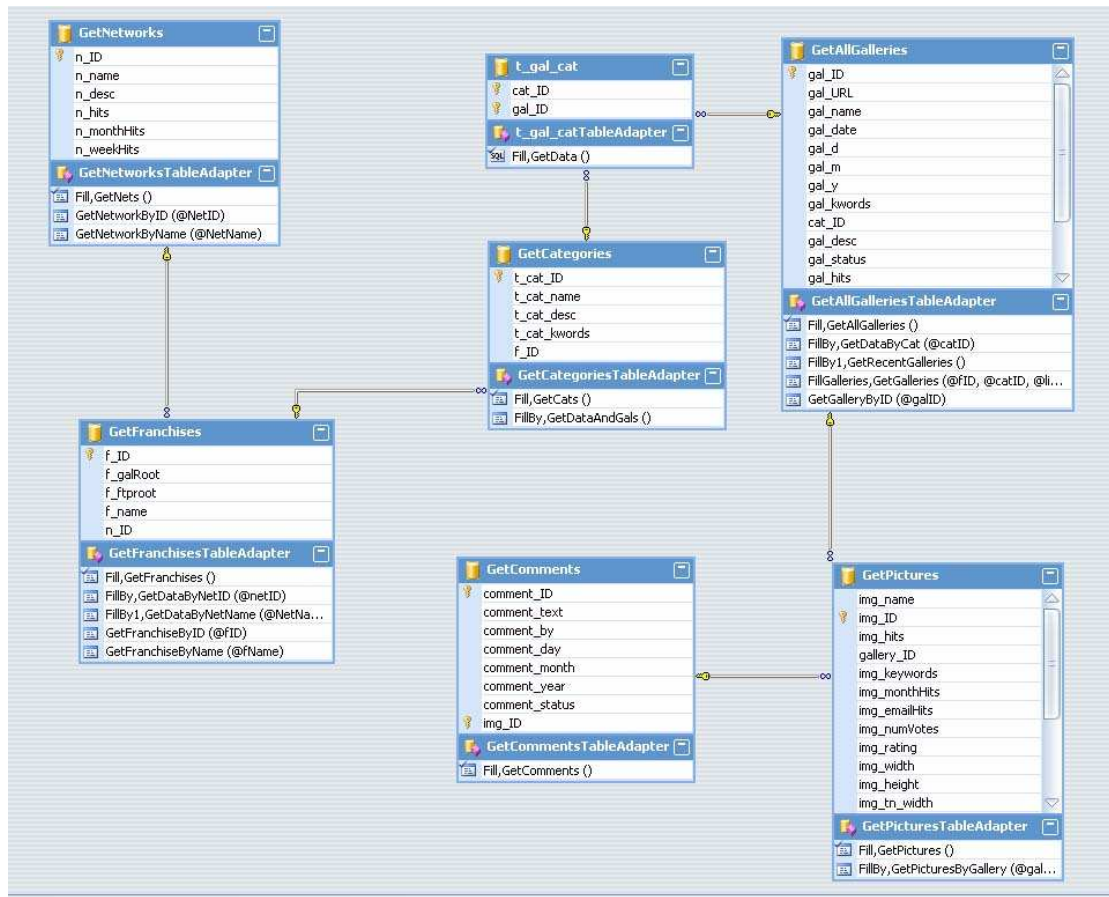 GetNetworks
n_ID
n_name
n_desc
n_hits
n_monthHits
n_weekHits
GetNetworksTableAdapter
Fill,GetNets ()
GetNetworkByID (@NetID)
GetNetworkByName (@NetName)
t_gal_cat
cat_ID
gal_ID
t_gal_catTableAdapter
SQL Fill,GetData ()
GetAllGalleries
gal_ID
gal_URL
gal_name
gal_date
gal_d
gal_m
gal_y
gal_kwords
cat_ID
gal_desc
gal_status
gal_hits
GetAllGalleriesTableAdapter
Fill,GetAllGalleries ()
FillBy,GetDataByCat (@catID)
FillBy1,GetRecentGalleries ()
FillGalleries,GetGalleries (@fID, @catID, @li...
GetGalleryByID (@galID)
GetCategories
t_cat_ID
t_cat_name
t_cat_desc
t_cat_kwords
f_ID
GetCategoriesTableAdapter
Fill,GetCats ()
FillBy,GetDataAndGals ()
GetFranchises
f_ID
f_galRoot
f_ftproot
f_name
n_ID
GetFranchisesTableAdapter
Fill,GetFranchises ()
FillBy,GetDataByNetID (@netID)
FillBy1,GetDataByNetName (@NetNa...
GetFranchiseByID (@fID)
GetFranchiseByName (@fName)
GetComments
comment_ID
comment_text
comment_by
comment_day
comment_month
comment_year
comment_status
img_ID
GetCommentsTableAdapter
Fill,GetComments ()
GetPictures
img_name
img_ID
img_hits
gallery_ID
img_keywords
img_monthHits
img_emailHits
img_numVotes
img_rating
img_width
img_height
img_tn_width
GetPicturesTableAdapter
Fill,GetPictures ()
FillBy,GetPicturesByGallery (@gal...